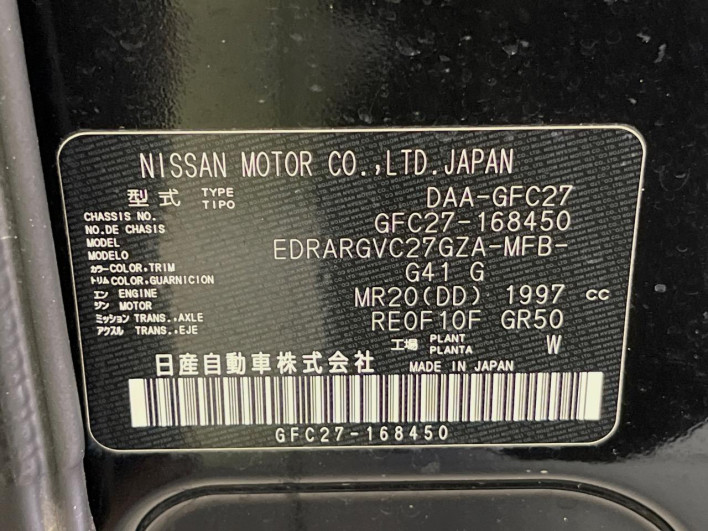 NISSAN MOTOR CO.,LTD.JAPAN
型式 TYPE TIPO DAA-GFC27
CHASSIS NO. NO.DE CHASIS GFC27-168450
MODEL MODELO EDRARGVC27GZA-MFB-
カラー COLOR,TRIM トリム COLOR,GUARNICION G41 G
エン ENGINE ジン MOTOR MR20(DD) 1997 cc
ミッション TRANS.,AXLE アクスル TRANS.,EJE RE0F10F GR50
工場 PLANT PLANTA W
日産自動車株式会社 MADE IN JAPAN
GFC27-168450